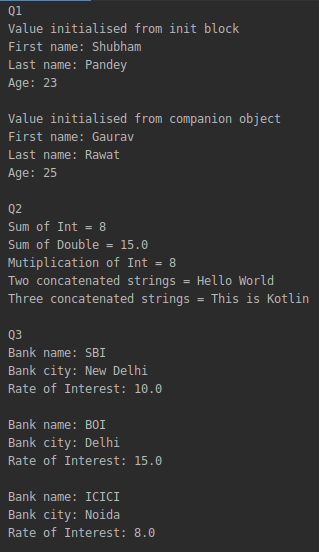 Q1
Value initialised from init block
First name: Shubham
Last name: Pandey
Age: 23
Value initialised from companion object
First name: Gaurav
Last name: Rawat
Age: 25
Q2
Sum of Int = 8
Sum of Double = 15.0
Mutiplication of Int = 8
Two concatenated strings = Hello World
Three concatenated strings = This is Kotlin
Q3
Bank name: SBI
Bank city: New Delhi
Rate of Interest: 10.0
Bank name: BOI
Bank city: Delhi
Rate of Interest: 15.0
Bank name: ICICI
Bank city: Noida
Rate of Interest: 8.0